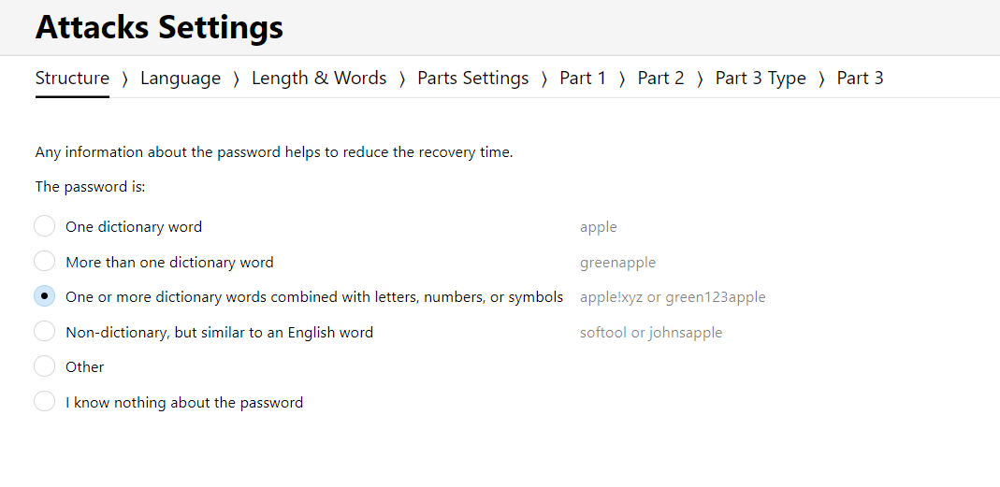 Attacks Settings
Structure 〉 Language 〉 Length & Words 〉 Parts Settings 〉 Part 1 〉 Part 2 〉 Part 3 Type 〉 Part 3
Any information about the password helps to reduce the recovery time.
The password is:
One dictionary word apple
More than one dictionary word greenapple
One or more dictionary words combined with letters, numbers, or symbols apple!xyz or green123apple
Non-dictionary, but similar to an English word softool or johnsapple
Other
I know nothing about the password